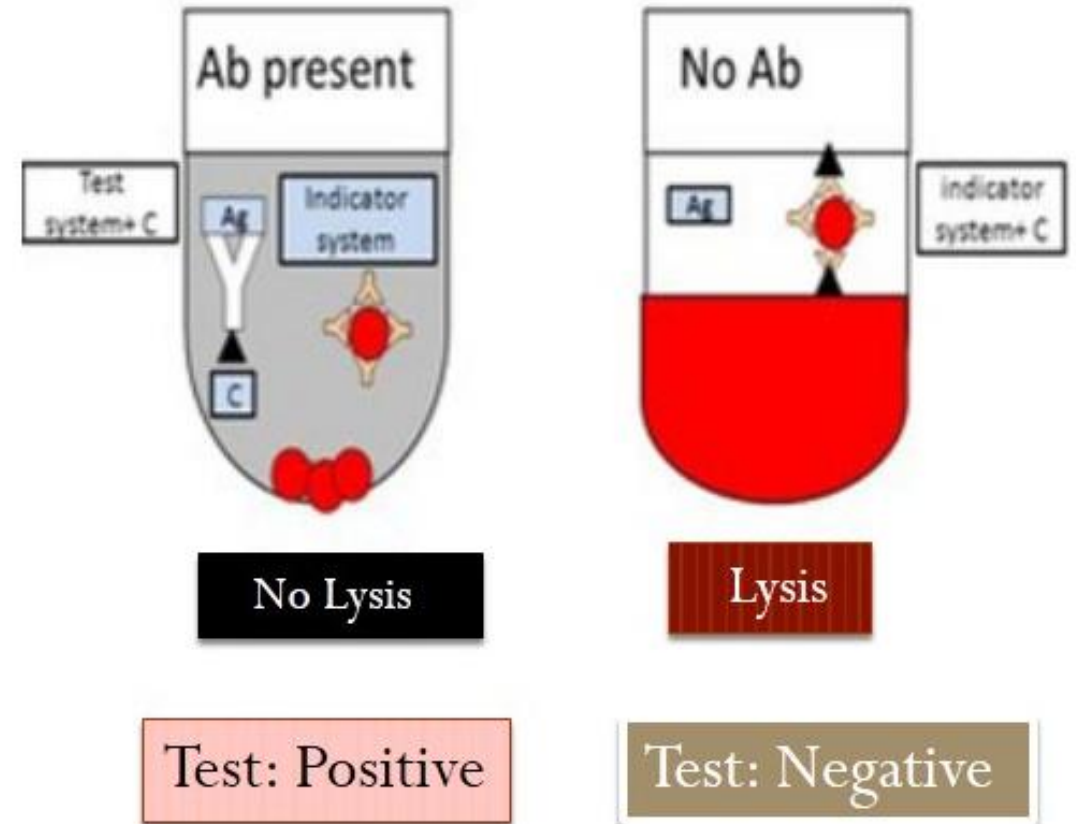 Ab present
No Ab
Test
system+ C
Ag
Indicator
system
C
Ag
indicator
system+ C
No Lysis
Lysis
Test: Positive
Test: Negative